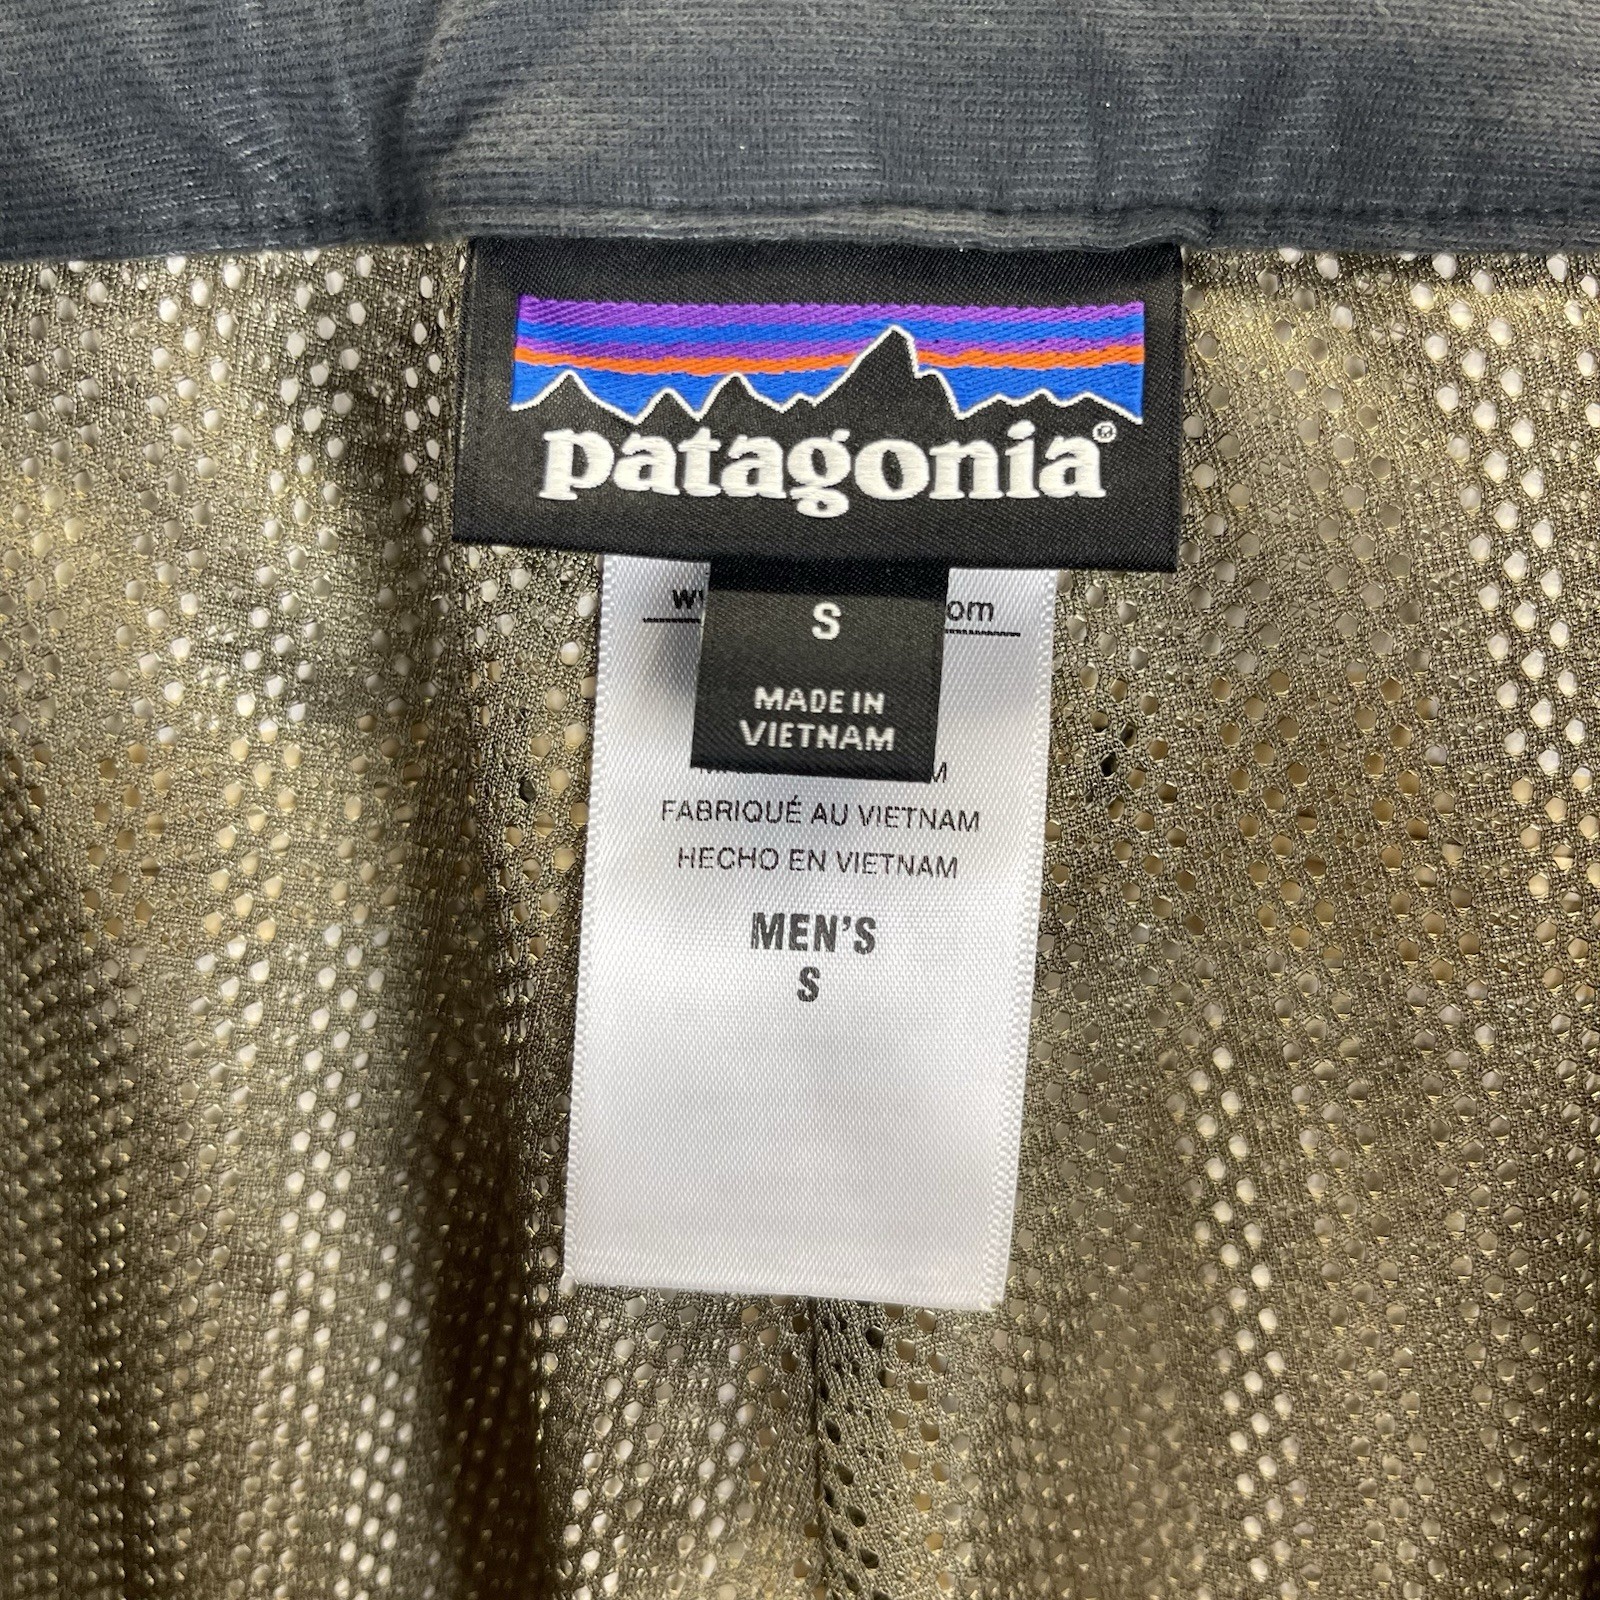 patagonia®
S
MADE IN
VIETNAM
FABRIQUÉ AU VIETNAM
HECHO EN VIETNAM
MEN'S
S